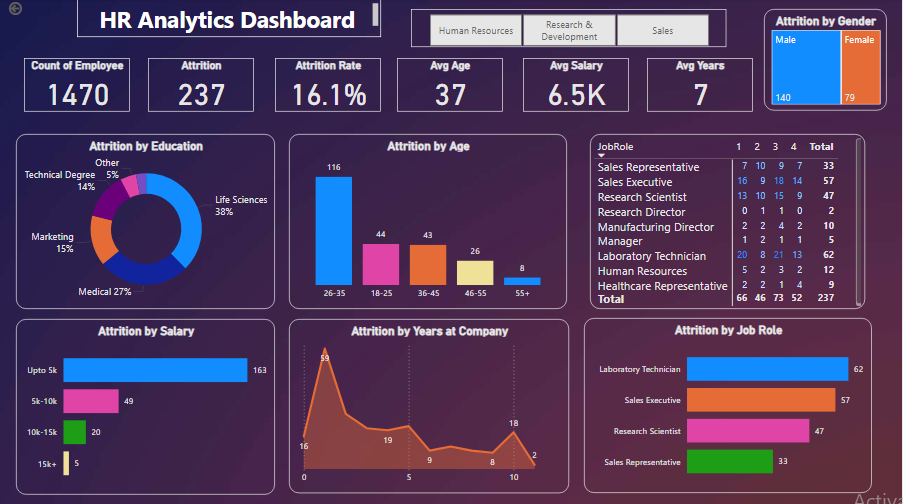 HR Analytics Dashboard
Human Resources
Research &
Development
Sales
Attrition by Gender
Male
Female
140
79
Count of Employee
1470
Attrition
237
Attrition Rate
16.1%
Avg Age
37
Avg Salary
6.5K
Avg Years
7
Attrition by Education
Other
5%
Technical Degree
14%
Life Sciences
38%
Marketing
15%
Medical 27%
Attrition by Age
116
44
43
26
8
26-35 18-25 36-45 46-55 55+
JobRole 1 2 3 4 Total
Sales Representative 7 10 9 7 33
Sales Executive 16 9 18 14 57
Research Scientist 13 10 15 9 47
Research Director 0 1 1 0 2
Manufacturing Director 2 2 4 2 10
Manager 1 2 1 1 5
Laboratory Technician 20 8 21 13 62
Human Resources 5 2 3 2 12
Healthcare Representative 2 2 1 4 9
Total 66 46 73 52 237
Attrition by Salary
Upto 5k 163
5k-10k 49
10k-15k 20
15k+ 5
Attrition by Years at Company
59
16
19
9
8
18
2
0 5 10
Attrition by Job Role
Laboratory Technician 62
Sales Executive 57
Research Scientist 47
Sales Representative 33